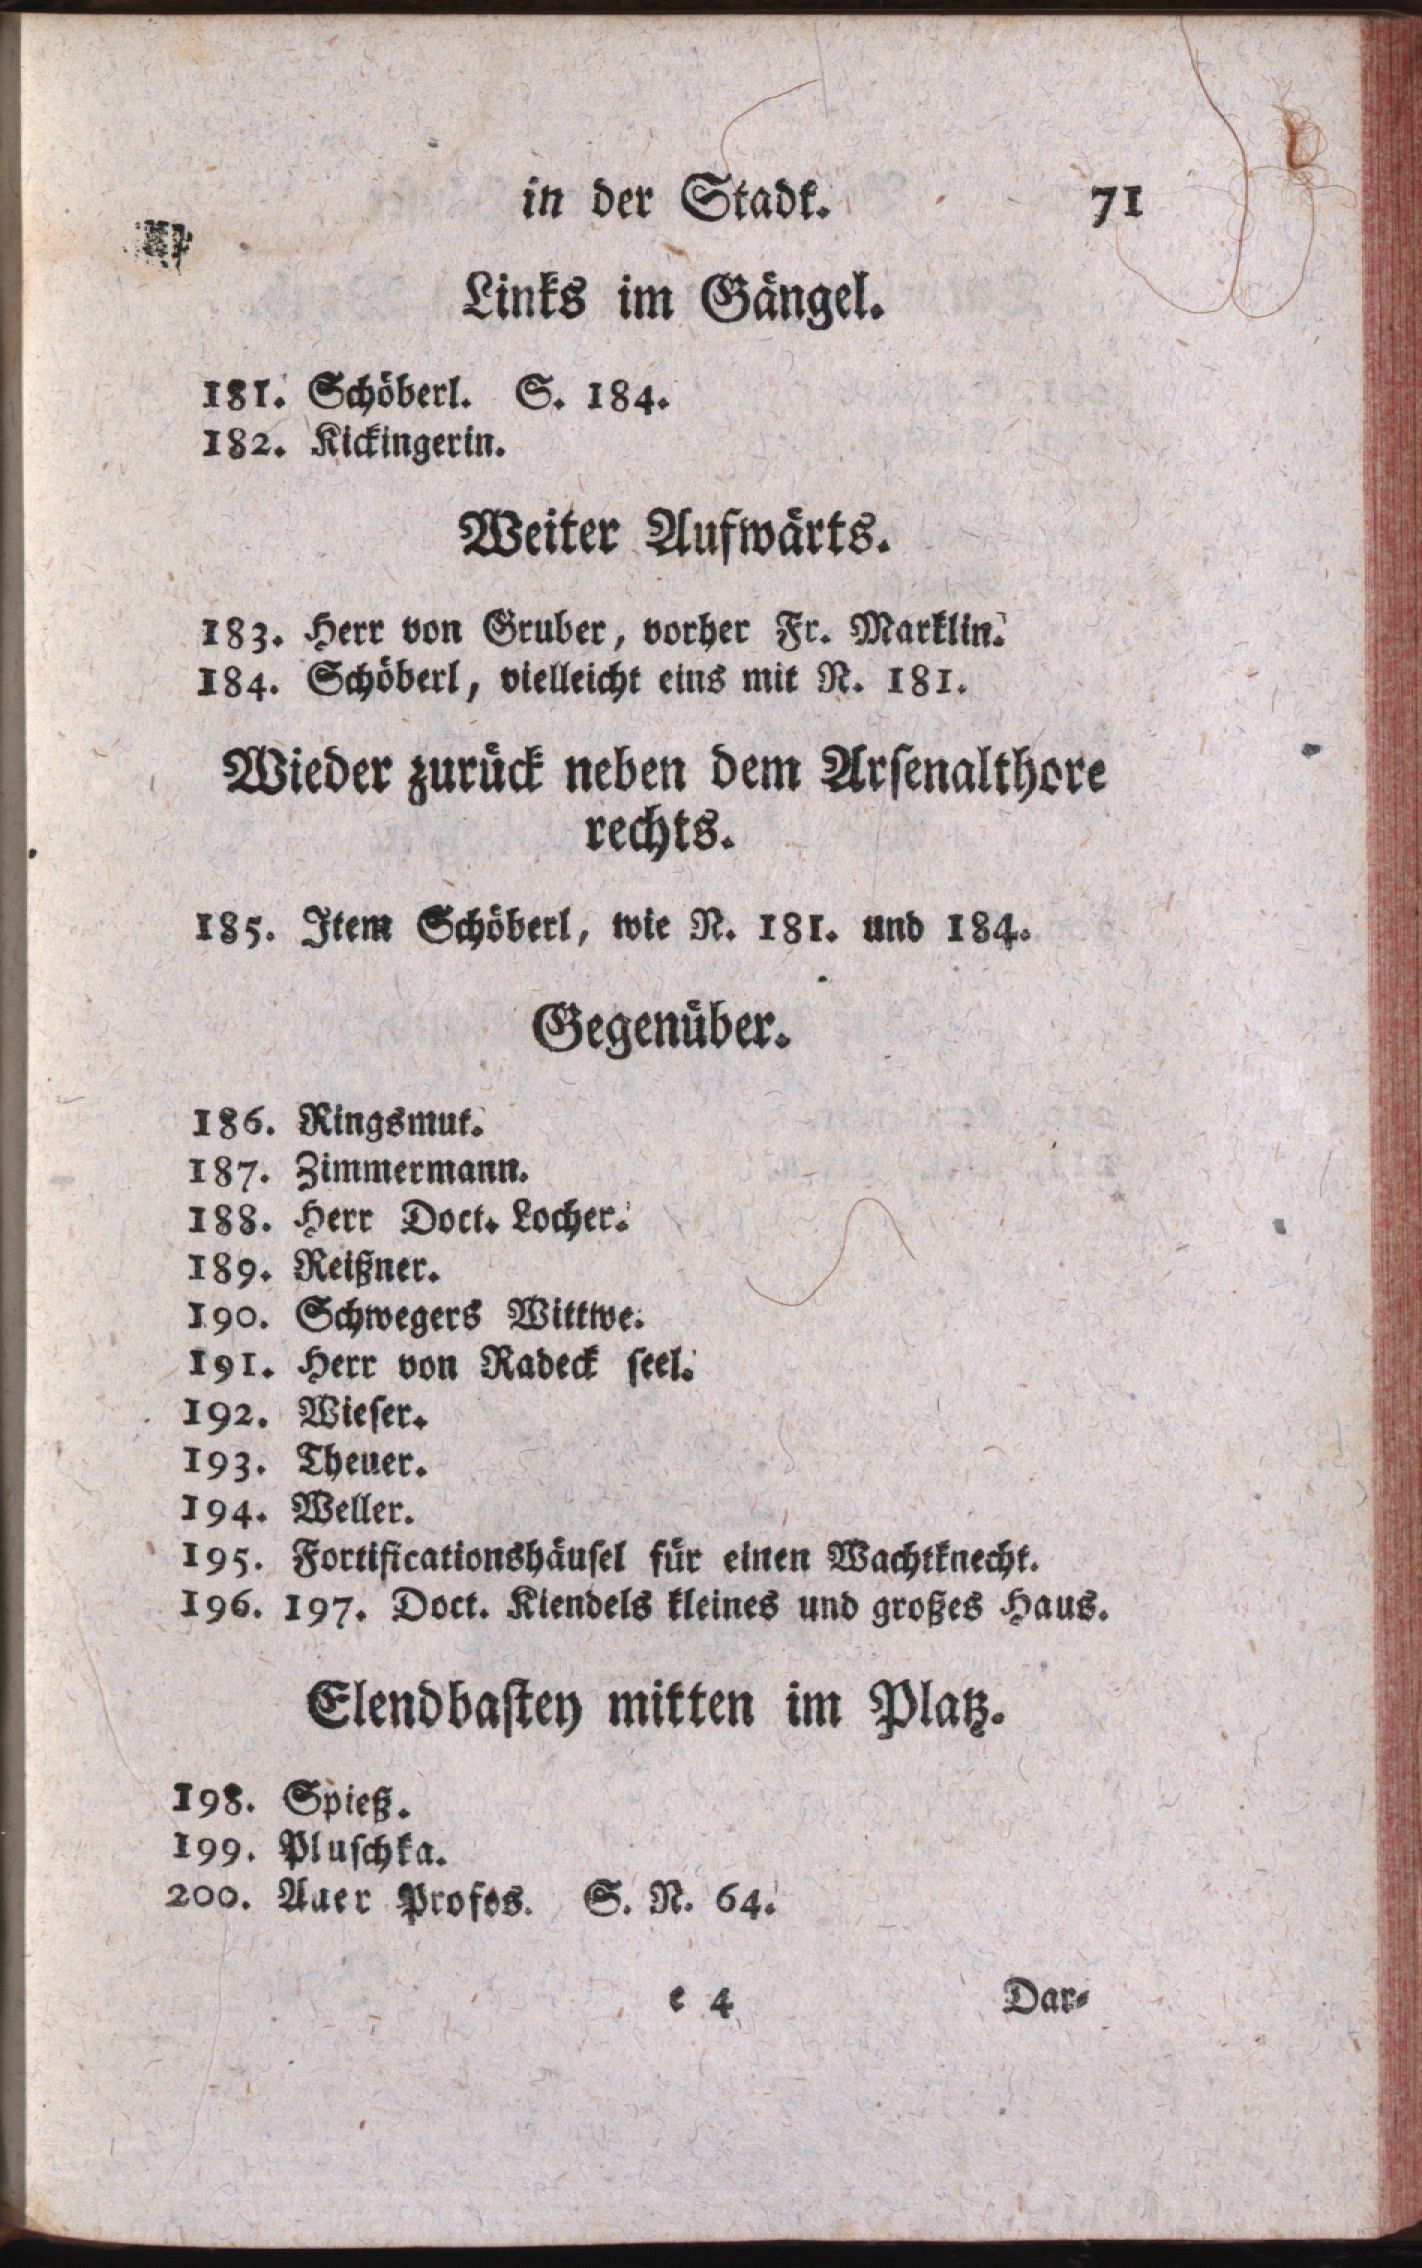 in der Stadt. 71
Links im Gängel.
181. Schöberl. S. 184.
182. Kickingerin.
Weiter Aufwärts.
183. Herr von Gruber, vorher Fr. Marklin.
184. Schöberl, vielleicht eins mit N. 181.
Wieder zurück neben dem Arsenalthore
rechts.
185. Item Schöberl, wie N. 181. und 184.
Gegenüber.
186. Ringsmut.
187. Zimmermann.
188. Herr Doct. Locher.
189. Reißner.
190. Schwegers Wittwe.
191. Herr von Radeck seel.
192. Wieser.
193. Theuer.
194. Weller.
195. Fortificationshäusel für einen Wachtknecht.
196. 197. Doct. Kiendels kleines und großes Haus.
Elendbastey mitten im Platz.
198. Spieß.
199. Pluschka.
200. Auer Profos. S. N. 64.
e 4 Dar-